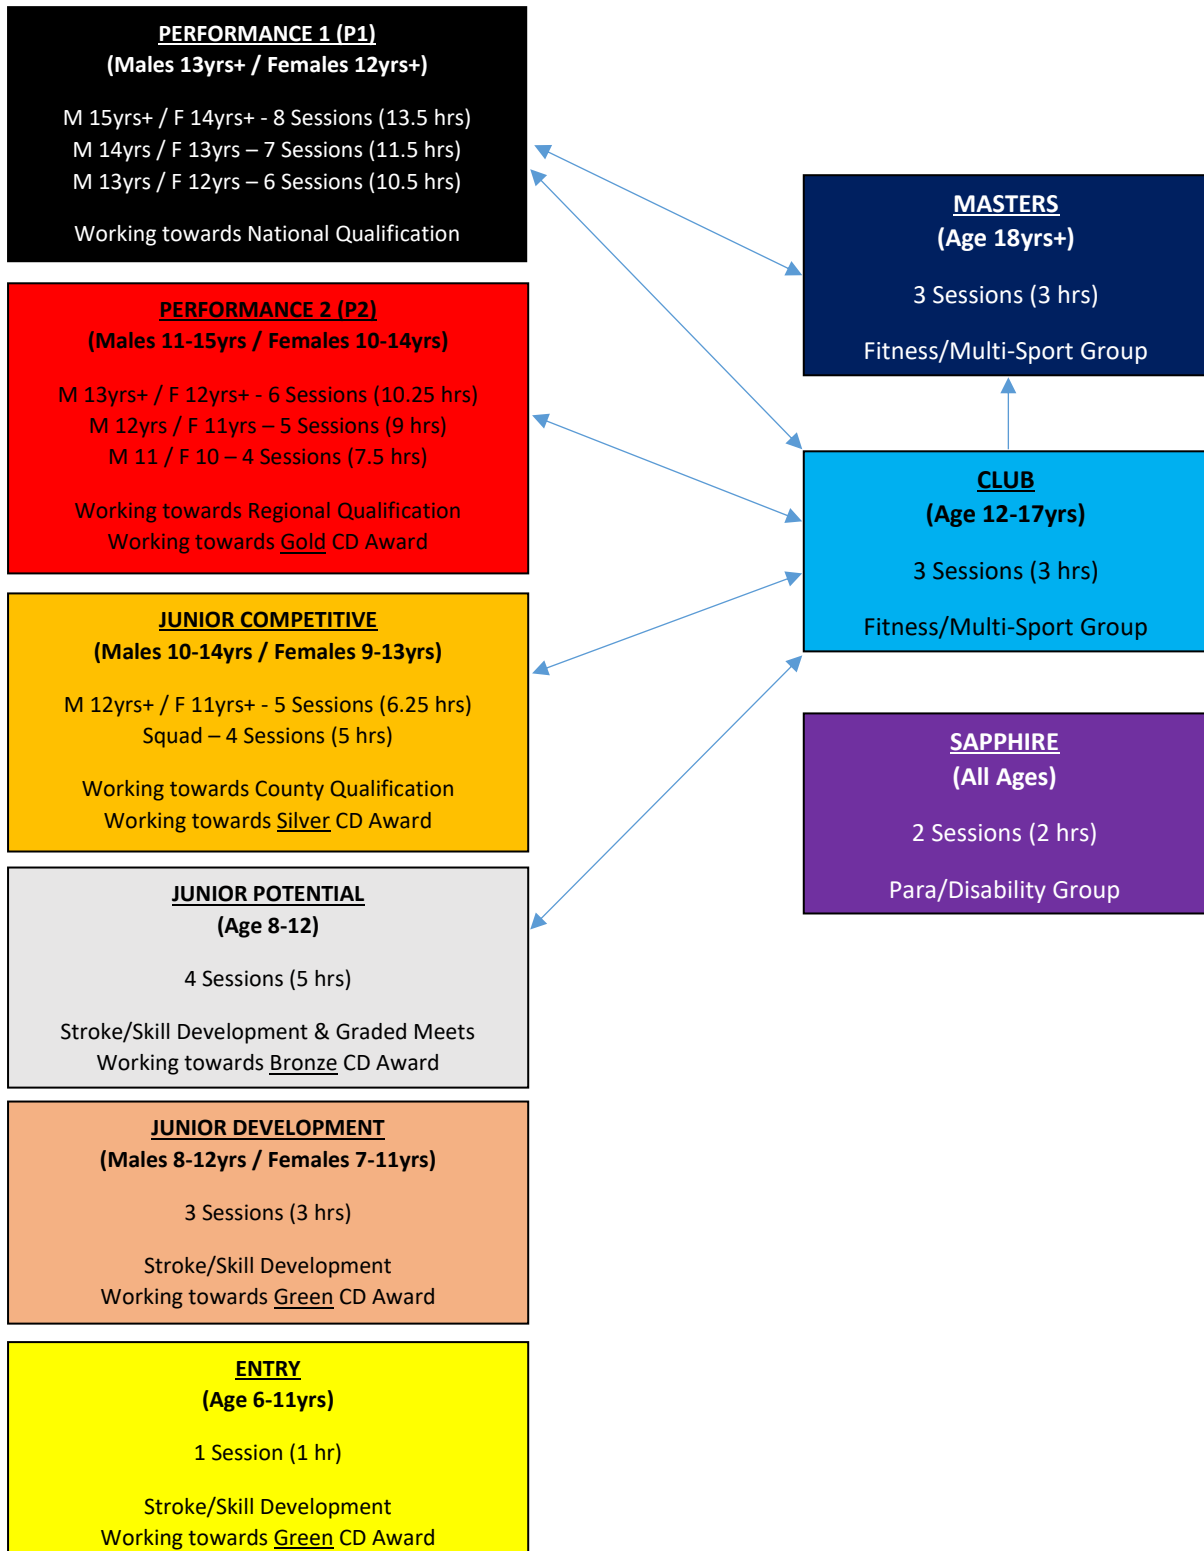 PERFORMANCE 1 (P1)
(Males 13yrs+ / Females 12yrs+)
M 15yrs+ / F 14yrs+ - 8 Sessions (13.5 hrs)
M 14yrs / F 13yrs – 7 Sessions (11.5 hrs)
M 13yrs / F 12yrs – 6 Sessions (10.5 hrs)
Working towards National Qualification
PERFORMANCE 2 (P2)
(Males 11-15yrs / Females 10-14yrs)
M 13yrs+ / F 12yrs+ - 6 Sessions (10.25 hrs)
M 12yrs / F 11yrs – 5 Sessions (9 hrs)
M 11 / F 10 – 4 Sessions (7.5 hrs)
Working towards Regional Qualification
Working towards Gold CD Award
JUNIOR COMPETITIVE
(Males 10-14yrs / Females 9-13yrs)
M 12yrs+ / F 11yrs+ - 5 Sessions (6.25 hrs)
Squad – 4 Sessions (5 hrs)
Working towards County Qualification
Working towards Silver CD Award
JUNIOR POTENTIAL
(Age 8-12)
4 Sessions (5 hrs)
Stroke/Skill Development & Graded Meets
Working towards Bronze CD Award
JUNIOR DEVELOPMENT
(Males 8-12yrs / Females 7-11yrs)
3 Sessions (3 hrs)
Stroke/Skill Development
Working towards Green CD Award
ENTRY
(Age 6-11yrs)
1 Session (1 hr)
Stroke/Skill Development
Working towards Green CD Award
MASTERS
(Age 18yrs+)
3 Sessions (3 hrs)
Fitness/Multi-Sport Group
CLUB
(Age 12-17yrs)
3 Sessions (3 hrs)
Fitness/Multi-Sport Group
SAPPHIRE
(All Ages)
2 Sessions (2 hrs)
Para/Disability Group